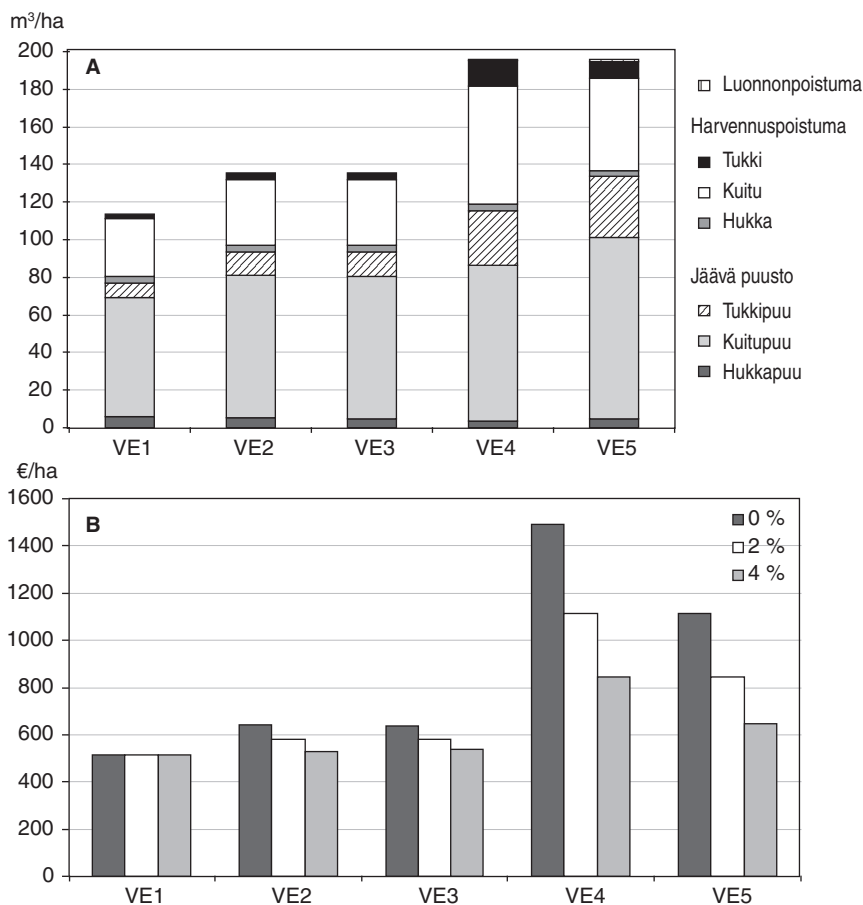 m³/ha
200
180
160
140
120
100
80
60
40
20
0
A
VE1 VE2 VE3 VE4 VE5
Luonnonpoistuma
Harvennuspoistuma
Tukki
Kuitu
Hukka
Jäävä puusto
Tukkipuu
Kuitupuu
Hukkapuu
€/ha
1600
1400
1200
1000
800
600
400
200
0
B
0 %
2 %
4 %
VE1 VE2 VE3 VE4 VE5